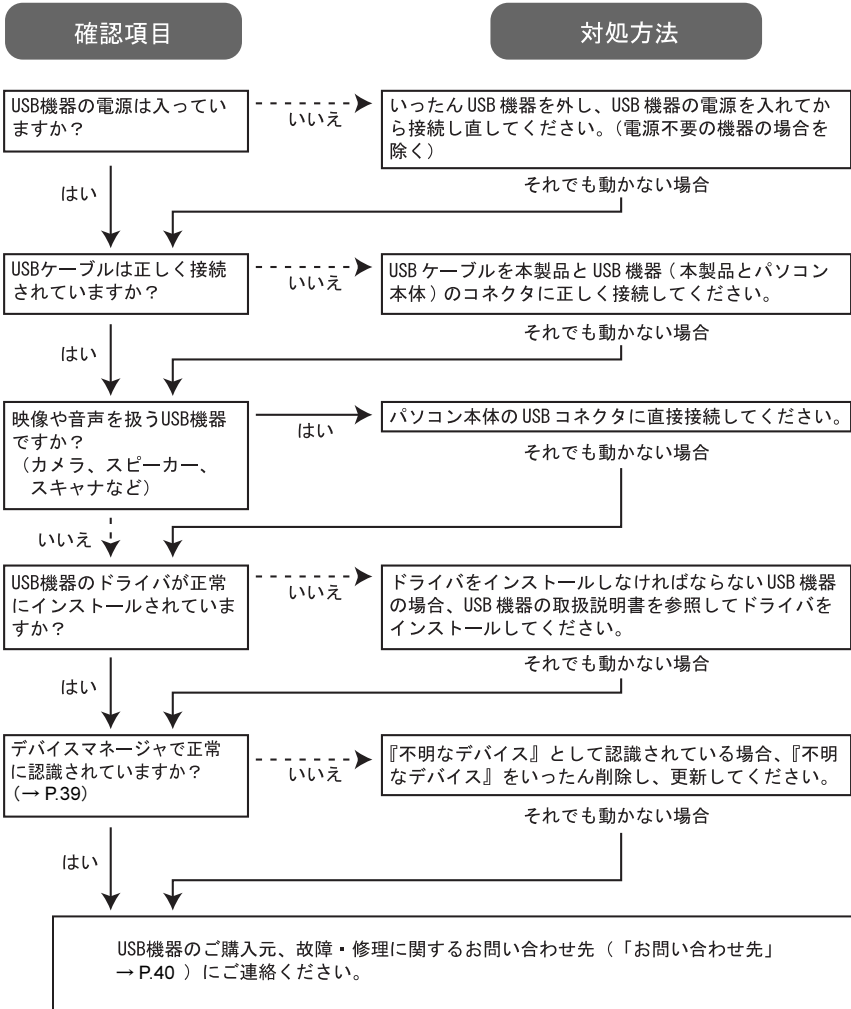 確認項目
対処方法
USB機器の電源は入ってい
ますか？
いいえ
いったん USB 機器を外し、USB 機器の電源を入れてか
ら接続し直してください。（電源不要の機器の場合を
除く）
はい
それでも動かない場合
USBケーブルは正しく接続
されていますか？
いいえ
USB ケーブルを本製品と USB 機器（本製品とパソコン
本体）のコネクタに正しく接続してください。
はい
それでも動かない場合
映像や音声を扱うUSB機器
ですか？
（カメラ、スピーカー、
スキャナなど）
はい
パソコン本体の USB コネクタに直接接続してください。
それでも動かない場合
いいえ
USB機器のドライバが正常
にインストールされていま
すか？
いいえ
ドライバをインストールしなければならない USB 機器
の場合、USB 機器の取扱説明書を参照してドライバを
インストールしてください。
はい
それでも動かない場合
デバイスマネージャで正常
に認識されていますか？
（→ P.39）
いいえ
『不明なデバイス』として認識されている場合、『不明
なデバイス』をいったん削除し、更新してください。
はい
それでも動かない場合
USB機器のご購入元、故障・修理に関するお問い合わせ先（「お問い合わせ先」
→ P.40 ）にご連絡ください。